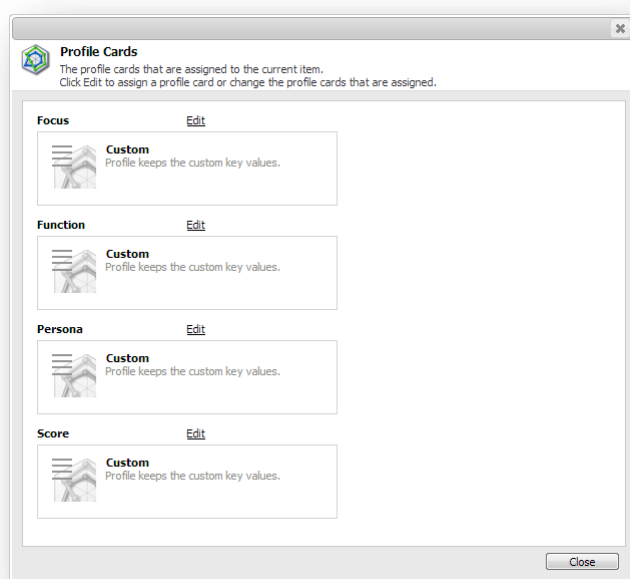 Profile Cards
The profile cards that are assigned to the current item.
Click Edit to assign a profile card or change the profile cards that are assigned.
Focus Edit
Custom
Profile keeps the custom key values.
Function Edit
Custom
Profile keeps the custom key values.
Persona Edit
Custom
Profile keeps the custom key values.
Score Edit
Custom
Profile keeps the custom key values.
Close